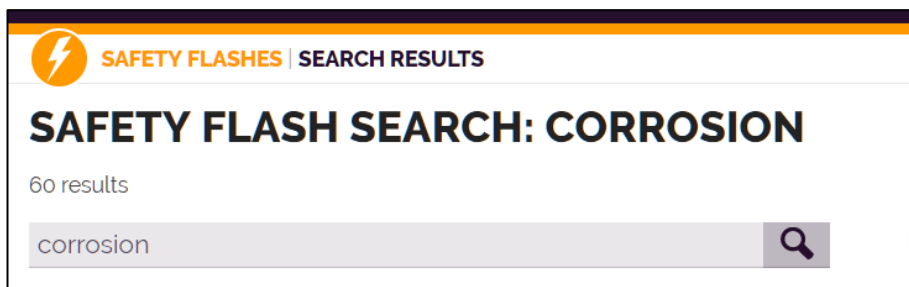 SAFETY FLASHES | SEARCH RESULTS
SAFETY FLASH SEARCH: CORROSION
60 results
corrosion